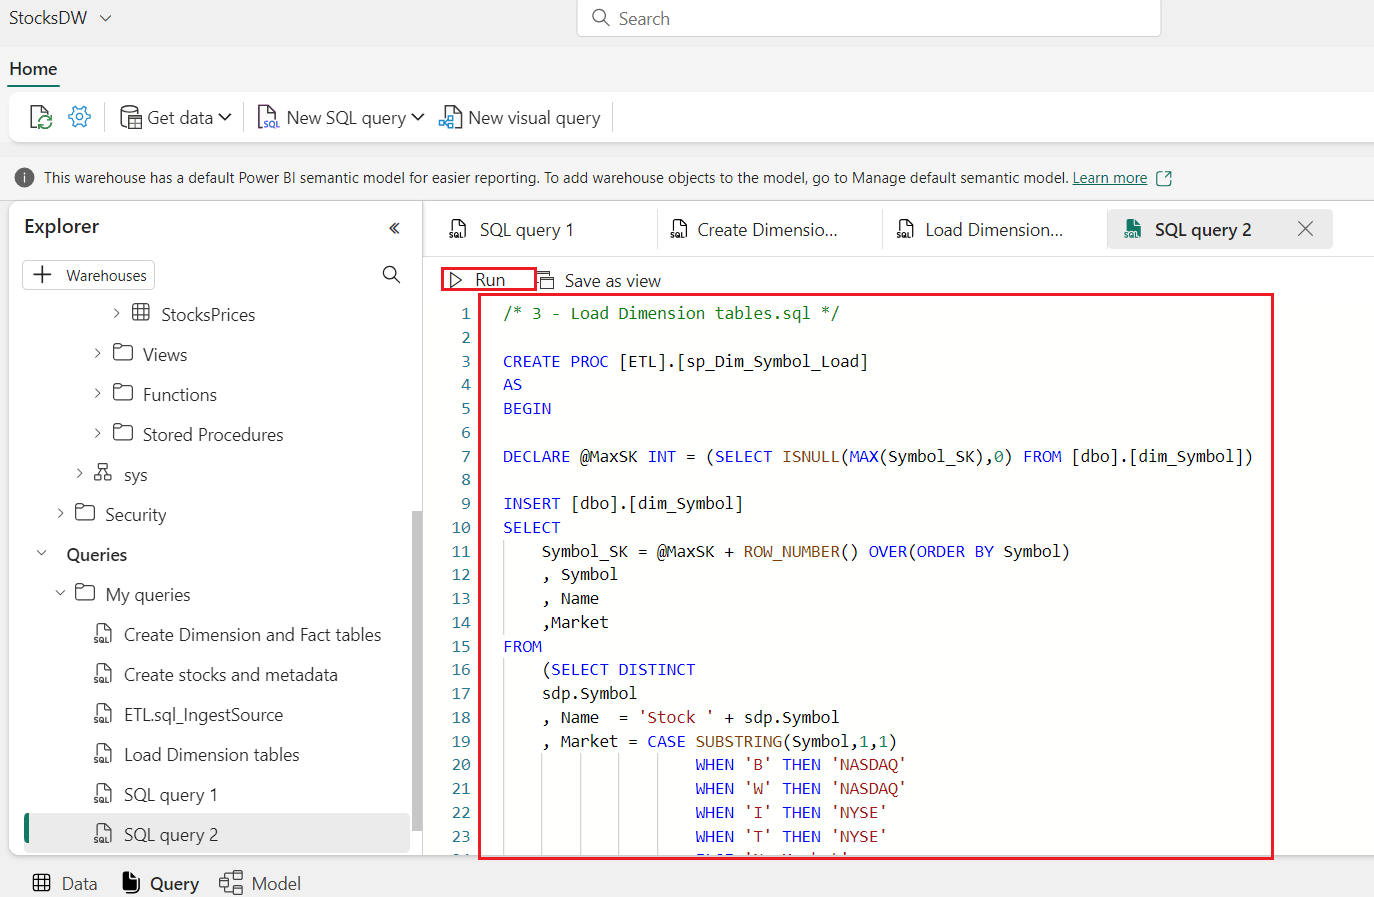 StocksDW
Search
Home
Get data
New SQL query
New visual query
This warehouse has a default Power BI semantic model for easier reporting. To add warehouse objects to the model, go to Manage default semantic model. Learn more
Explorer
Warehouses
StocksPrices
Views
Functions
Stored Procedures
sys
Security
Queries
My queries
Create Dimension and Fact tables
Create stocks and metadata
ETL.sql_IngestSource
Load Dimension tables
SQL query 1
SQL query 2
SQL query 1
Create Dimensio...
Load Dimension...
SQL query 2
Run
Save as view
1 /* 3 - Load Dimension tables.sql */
2
3 CREATE PROC [ETL].[sp_Dim_Symbol_Load]
4 AS
5 BEGIN
6
7 DECLARE @MaxSK INT = (SELECT ISNULL(MAX(Symbol_SK),0) FROM [dbo].[dim_Symbol])
8
9 INSERT [dbo].[dim_Symbol]
10 SELECT
11 Symbol_SK = @MaxSK + ROW_NUMBER() OVER(ORDER BY Symbol)
12 , Symbol
13 , Name
14 ,Market
15 FROM
16 (SELECT DISTINCT
17 sdp.Symbol
18 , Name = 'Stock ' + sdp.Symbol
19 , Market = CASE SUBSTRING(Symbol,1,1)
20 WHEN 'B' THEN 'NASDAQ'
21 WHEN 'W' THEN 'NASDAQ'
22 WHEN 'I' THEN 'NYSE'
23 WHEN 'T' THEN 'NYSE'
Data
Query
Model